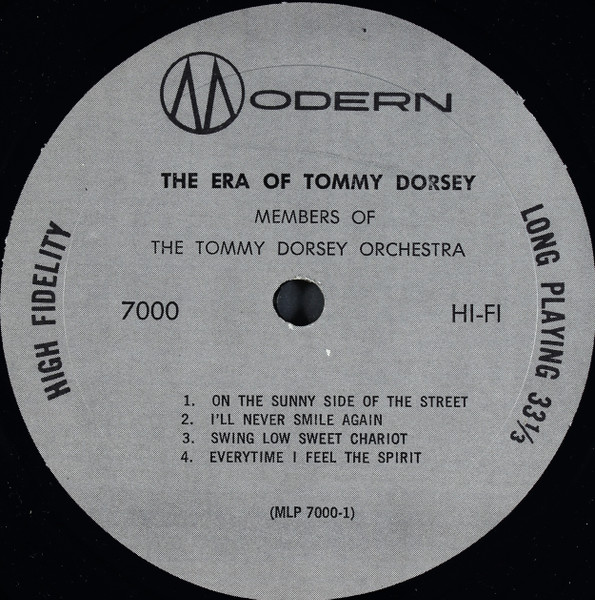 MODERN
THE ERA OF TOMMY DORSEY
MEMBERS OF
THE TOMMY DORSEY ORCHESTRA
HIGH FIDELITY
LONG PLAYING 33⅓
7000
HI-FI
1. ON THE SUNNY SIDE OF THE STREET
2. I'LL NEVER SMILE AGAIN
3. SWING LOW SWEET CHARIOT
4. EVERYTIME I FEEL THE SPIRIT
(MLP 7000-1)